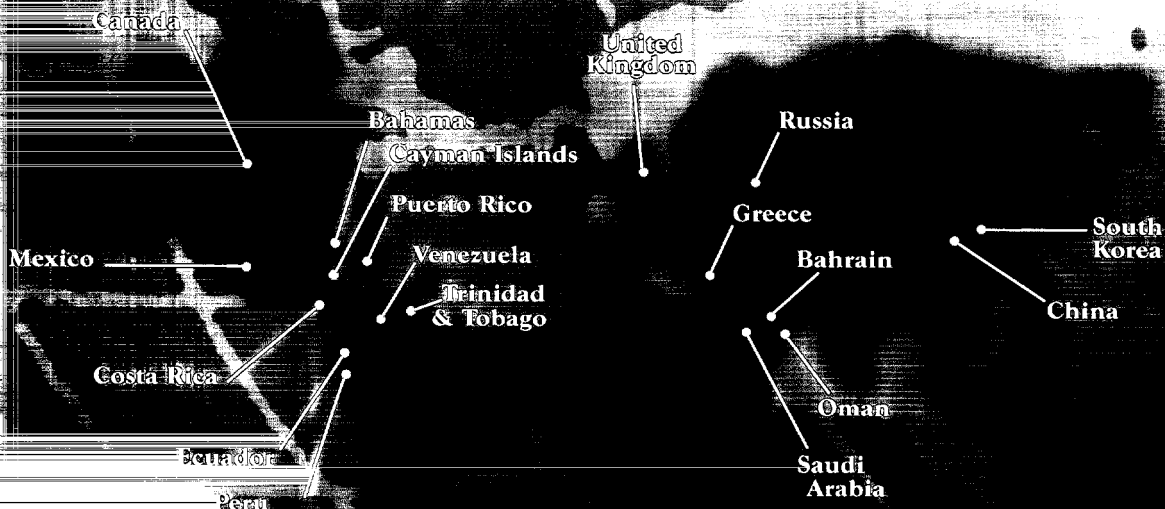 Canada
United
Kingdom
Bahamas
Russia
Cayman Islands
Puerto Rico
Greece
South
Korea
Mexico
Venezuela
Bahrain
Trinidad
& Tobago
China
Costa Rica
Oman
Ecuador
Saudi
Arabia
Peru